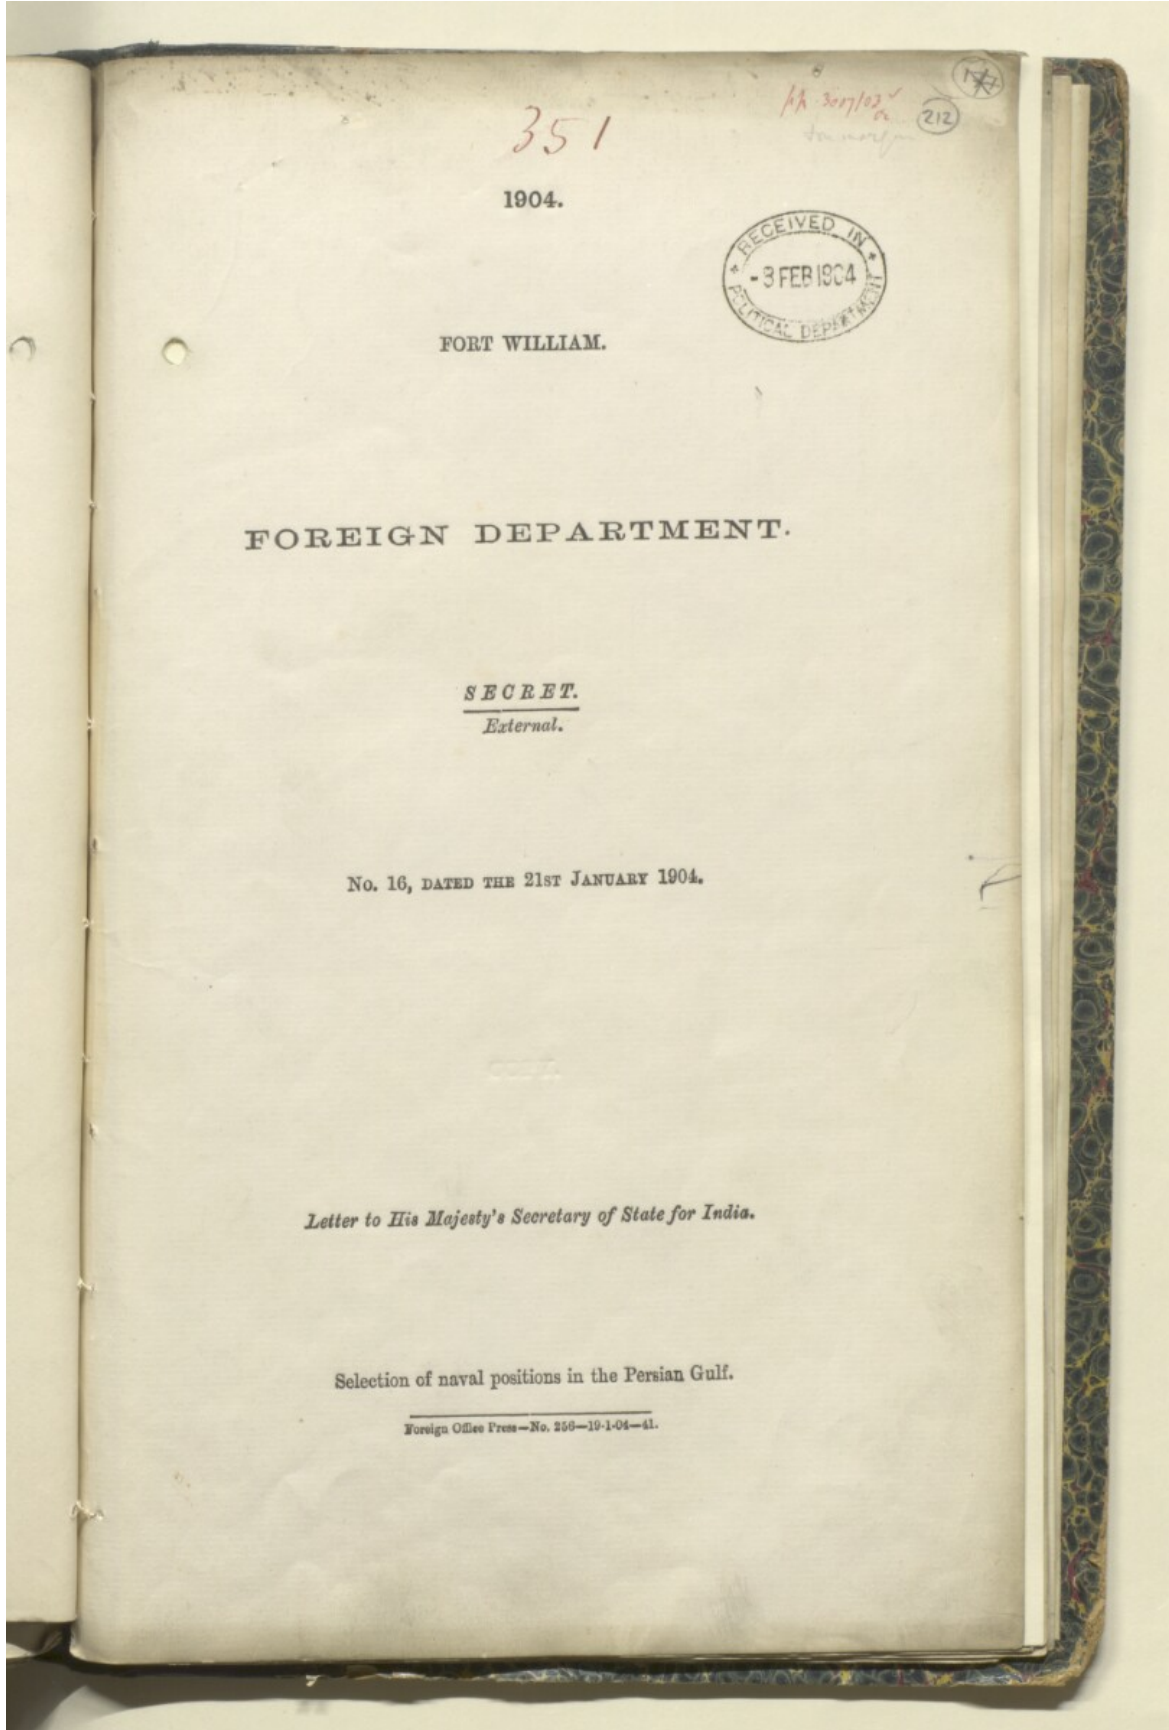 351
212
1904.
RECEIVED IN
-8 FEB 1904
POLITICAL DEPARTMENT
FORT WILLIAM.
FOREIGN DEPARTMENT.
SECRET.
External.
No. 16, DATED THE 21ST JANUARY 1904.
Letter to His Majesty's Secretary of State for India.
Selection of naval positions in the Persian Gulf.
Foreign Office Press—No. 256—19-1-04—41.